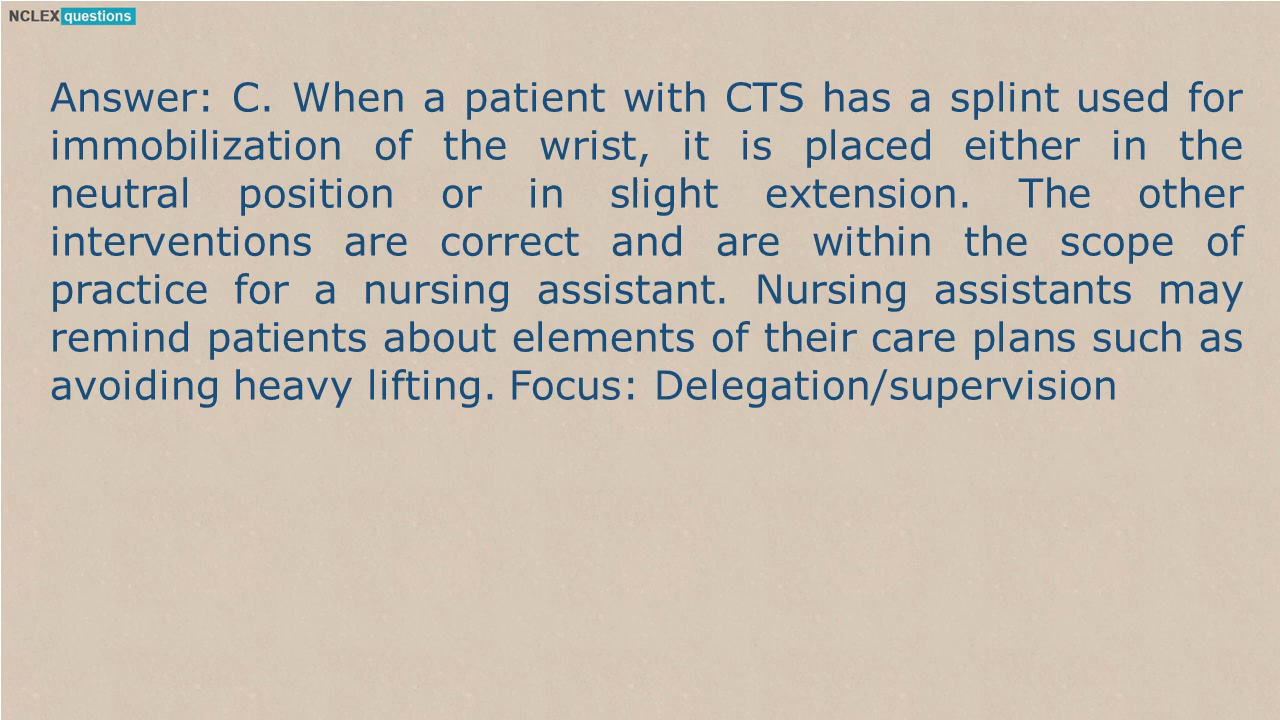 NCLEX questions
Answer: C. When a patient with CTS has a splint used for
immobilization of the wrist, it is placed either in the
neutral position or in slight extension. The other
interventions are correct and are within the scope of
practice for a nursing assistant. Nursing assistants may
remind patients about elements of their care plans such as
avoiding heavy lifting. Focus: Delegation/supervision